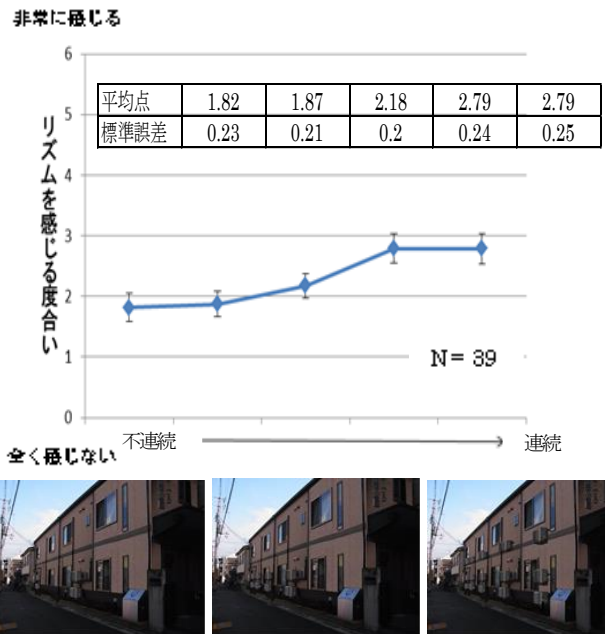 非常に感じる
6
平均点 1.82 1.87 2.18 2.79 2.79
5
標準誤差 0.23 0.21 0.2 0.24 0.25
リズムを感じる度合い
4
3
2
1
N= 39
0
不連続 連続
全く感じない